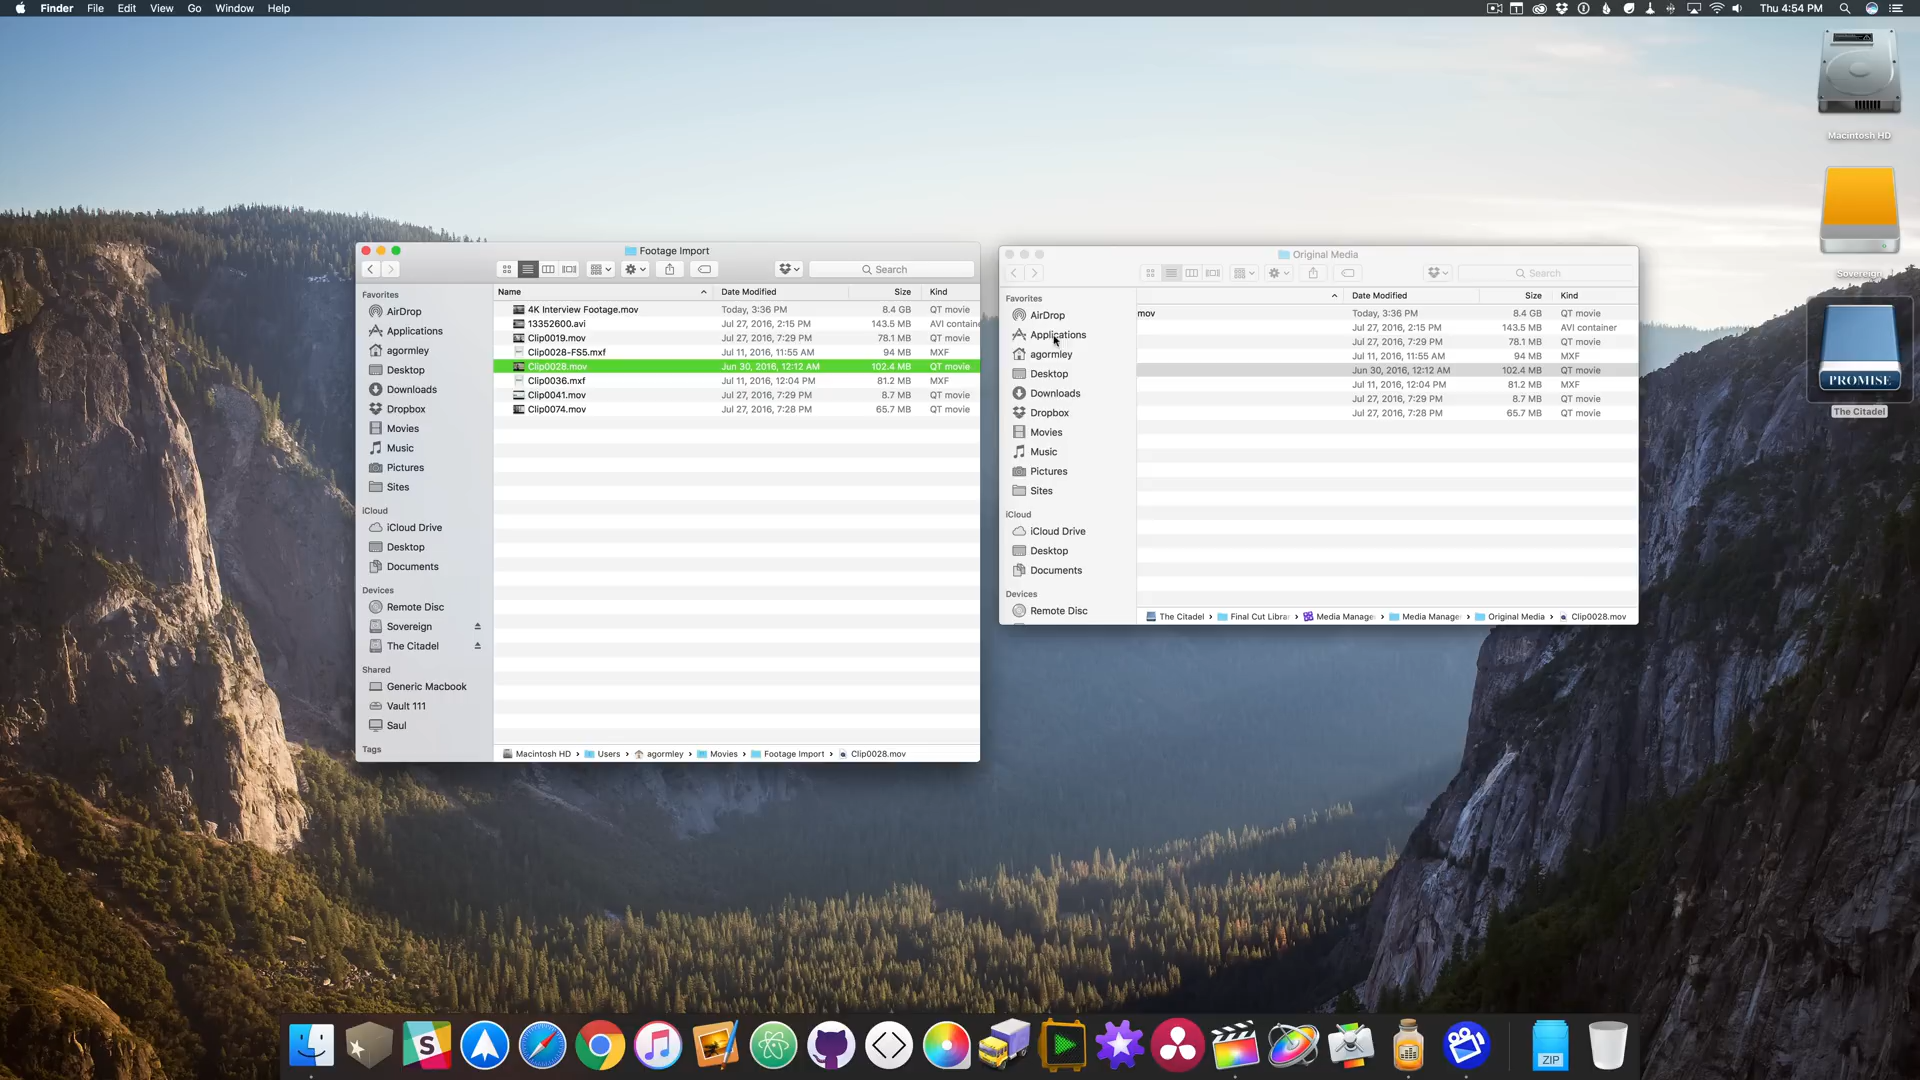 Finder File Edit View Go Window Help
Thu 4:54 PM
Macintosh HD
Sovereign
PROMISE
The Citadel
Footage Import
Search
Favorites
AirDrop
Applications
agormley
Desktop
Downloads
Dropbox
Movies
Music
Pictures
Sites
iCloud
iCloud Drive
Desktop
Documents
Devices
Remote Disc
Sovereign
The Citadel
Shared
Generic Macbook
Vault 111
Saul
Tags
Name Date Modified Size Kind
4K Interview Footage.mov Today, 3:36 PM 8.4 GB QT movie
13352600.avi Jul 27, 2016, 2:15 PM 143.5 MB AVI contain
Clip0019.mov Jul 27, 2016, 7:29 PM 78.1 MB QT movie
Clip0028-FS5.mxf Jul 11, 2016, 11:55 AM 94 MB MXF
Clip0028.mov Jun 30, 2016, 12:12 AM 102.4 MB QT movie
Clip0036.mxf Jul 11, 2016, 12:04 PM 81.2 MB MXF
Clip0041.mov Jul 27, 2016, 7:29 PM 8.7 MB QT movie
Clip0074.mov Jul 27, 2016, 7:28 PM 65.7 MB QT movie
Macintosh HD › Users › agormley › Movies › Footage Import › Clip0028.mov
Original Media
Search
Favorites
AirDrop
Applications
agormley
Desktop
Downloads
Dropbox
Movies
Music
Pictures
Sites
iCloud
iCloud Drive
Desktop
Documents
Devices
Remote Disc
Date Modified Size Kind
mov Today, 3:36 PM 8.4 GB QT movie
Jul 27, 2016, 2:15 PM 143.5 MB AVI container
Jul 27, 2016, 7:29 PM 78.1 MB QT movie
Jul 11, 2016, 11:55 AM 94 MB MXF
Jun 30, 2016, 12:12 AM 102.4 MB QT movie
Jul 11, 2016, 12:04 PM 81.2 MB MXF
Jul 27, 2016, 7:29 PM 8.7 MB QT movie
Jul 27, 2016, 7:28 PM 65.7 MB QT movie
The Citadel › Final Cut Libra › Media Manage › Media Manage › Original Media › Clip0028.mov
S
ZIP